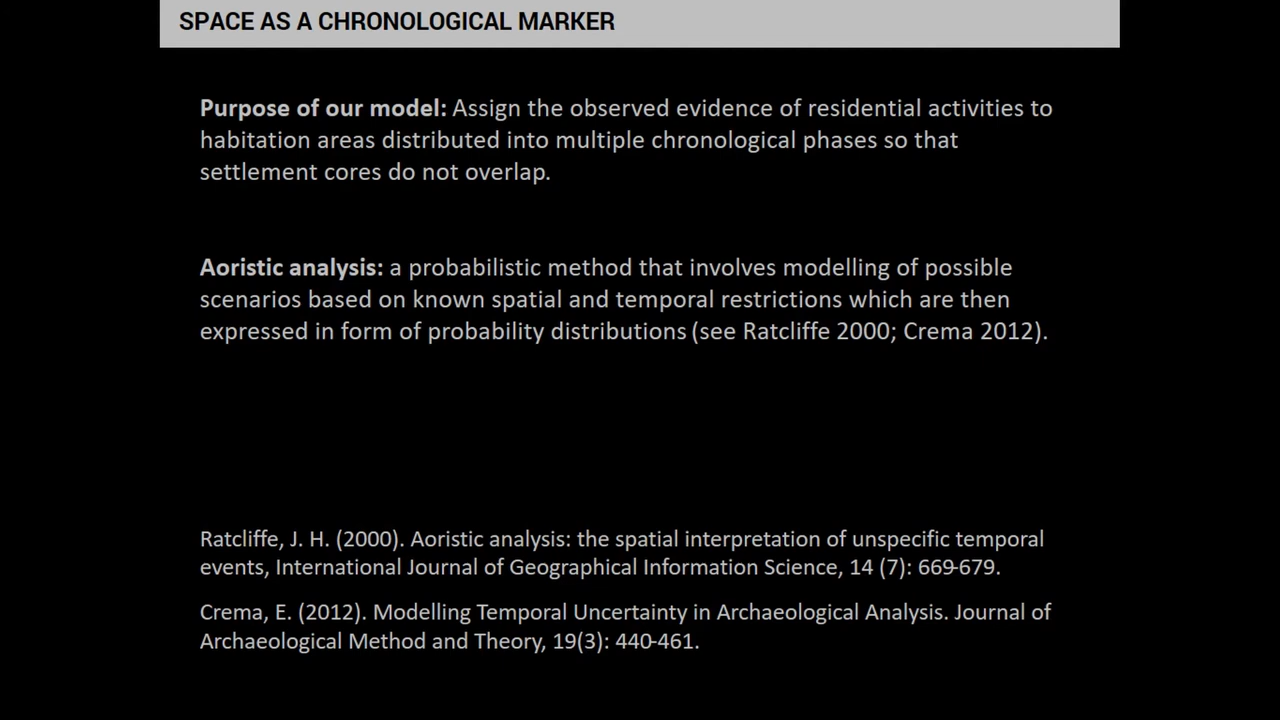 SPACE AS A CHRONOLOGICAL MARKER
Purpose of our model: Assign the observed evidence of residential activities to
habitation areas distributed into multiple chronological phases so that
settlement cores do not overlap.
Aoristic analysis: a probabilistic method that involves modelling of possible
scenarios based on known spatial and temporal restrictions which are then
expressed in form of probability distributions (see Ratcliffe 2000; Crema 2012).
Ratcliffe, J. H. (2000). Aoristic analysis: the spatial interpretation of unspecific temporal
events, International Journal of Geographical Information Science, 14 (7): 669-679.
Crema, E. (2012). Modelling Temporal Uncertainty in Archaeological Analysis. Journal of
Archaeological Method and Theory, 19(3): 440-461.